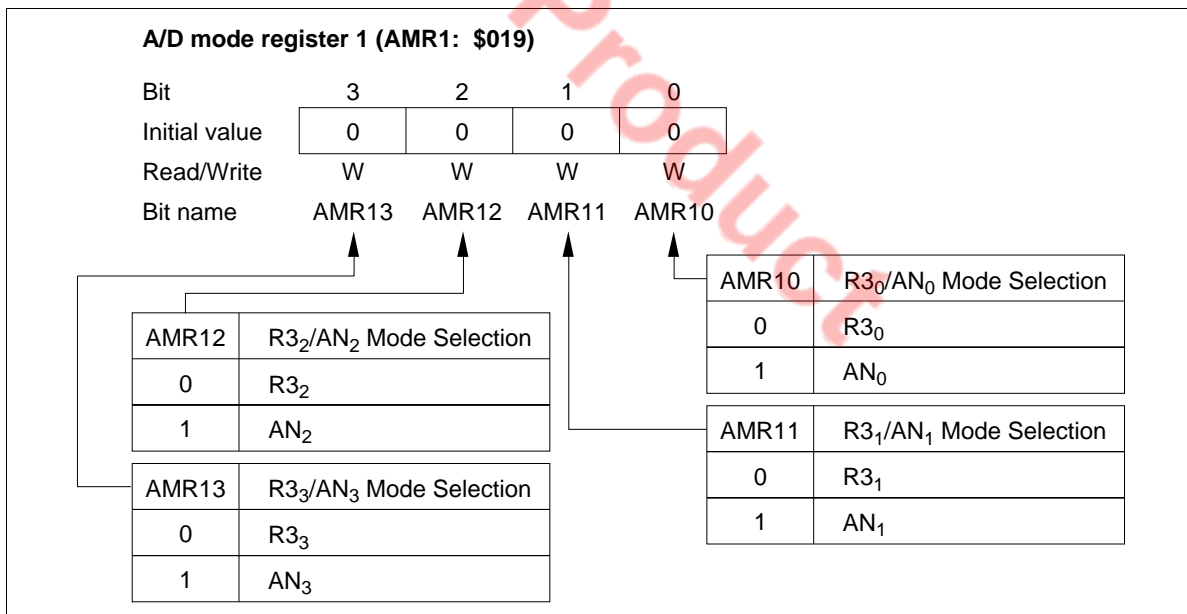 A/D mode register 1 (AMR1: $019)
Bit 3 2 1 0
Initial value 0 0 0 0
Read/Write W W W W
Bit name AMR13 AMR12 AMR11 AMR10
AMR10 R3₀/AN₀ Mode Selection
0 R3₀
1 AN₀
AMR12 R3₂/AN₂ Mode Selection
0 R3₂
1 AN₂
AMR11 R3₁/AN₁ Mode Selection
0 R3₁
1 AN₁
AMR13 R3₃/AN₃ Mode Selection
0 R3₃
1 AN₃
Product